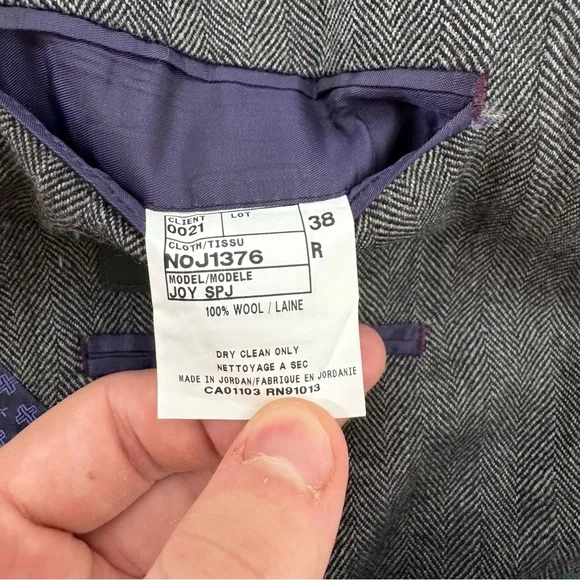 CLIENT LOT 38
0021
CLOTH/TISSU R
NOJ1376
MODEL/MODELE
JOY SPJ
100% WOOL / LAINE
DRY CLEAN ONLY
NETTOYAGE A SEC
MADE IN JORDAN/FABRIQUE EN JORDANIE
CA01103 RN91013